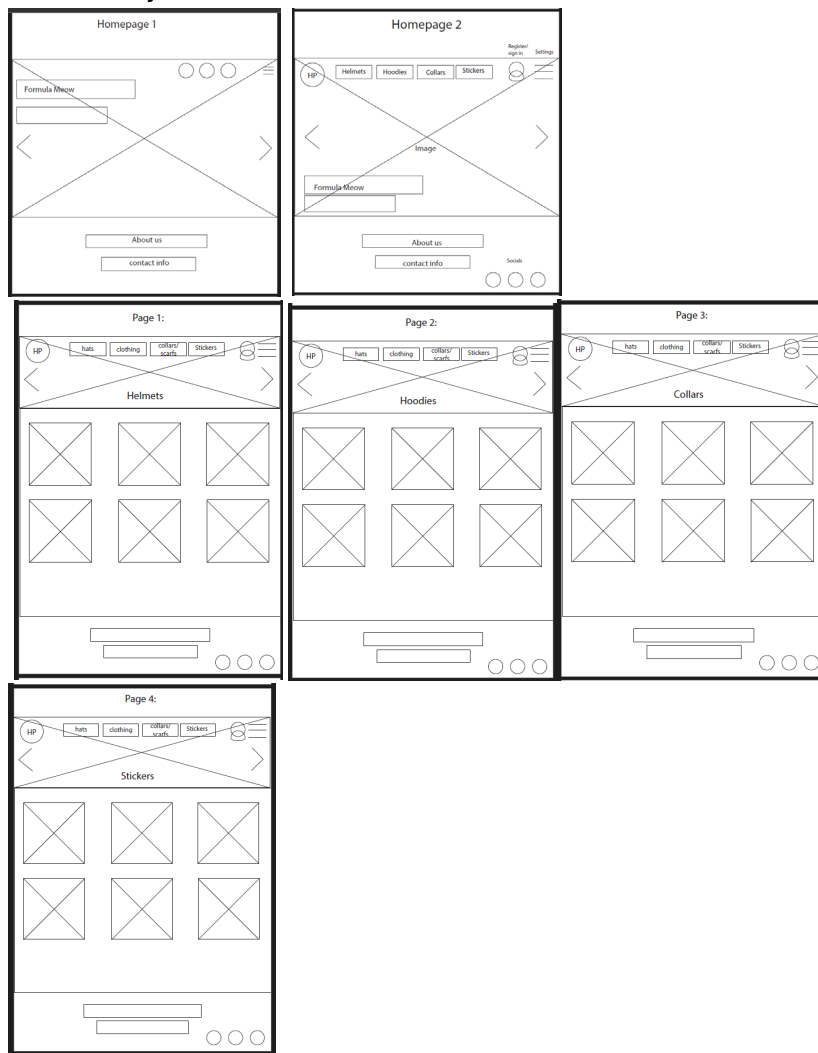 Homepage 1
Formula Meow
About us
contact info
Homepage 2
Register/
sign in
Settings
HP
Helmets
Hoodies
Collars
Stickers
Image
Formula Meow
About us
contact info
Socials
Page 1:
HP
hats
clothing
collars/
scarfs
Stickers
Helmets
Page 2:
HP
hats
clothing
collars/
scarfs
Stickers
Hoodies
Page 3:
HP
hats
clothing
collars/
scarfs
Stickers
Collars
Page 4:
HP
hats
clothing
collars/
scarfs
Stickers
Stickers